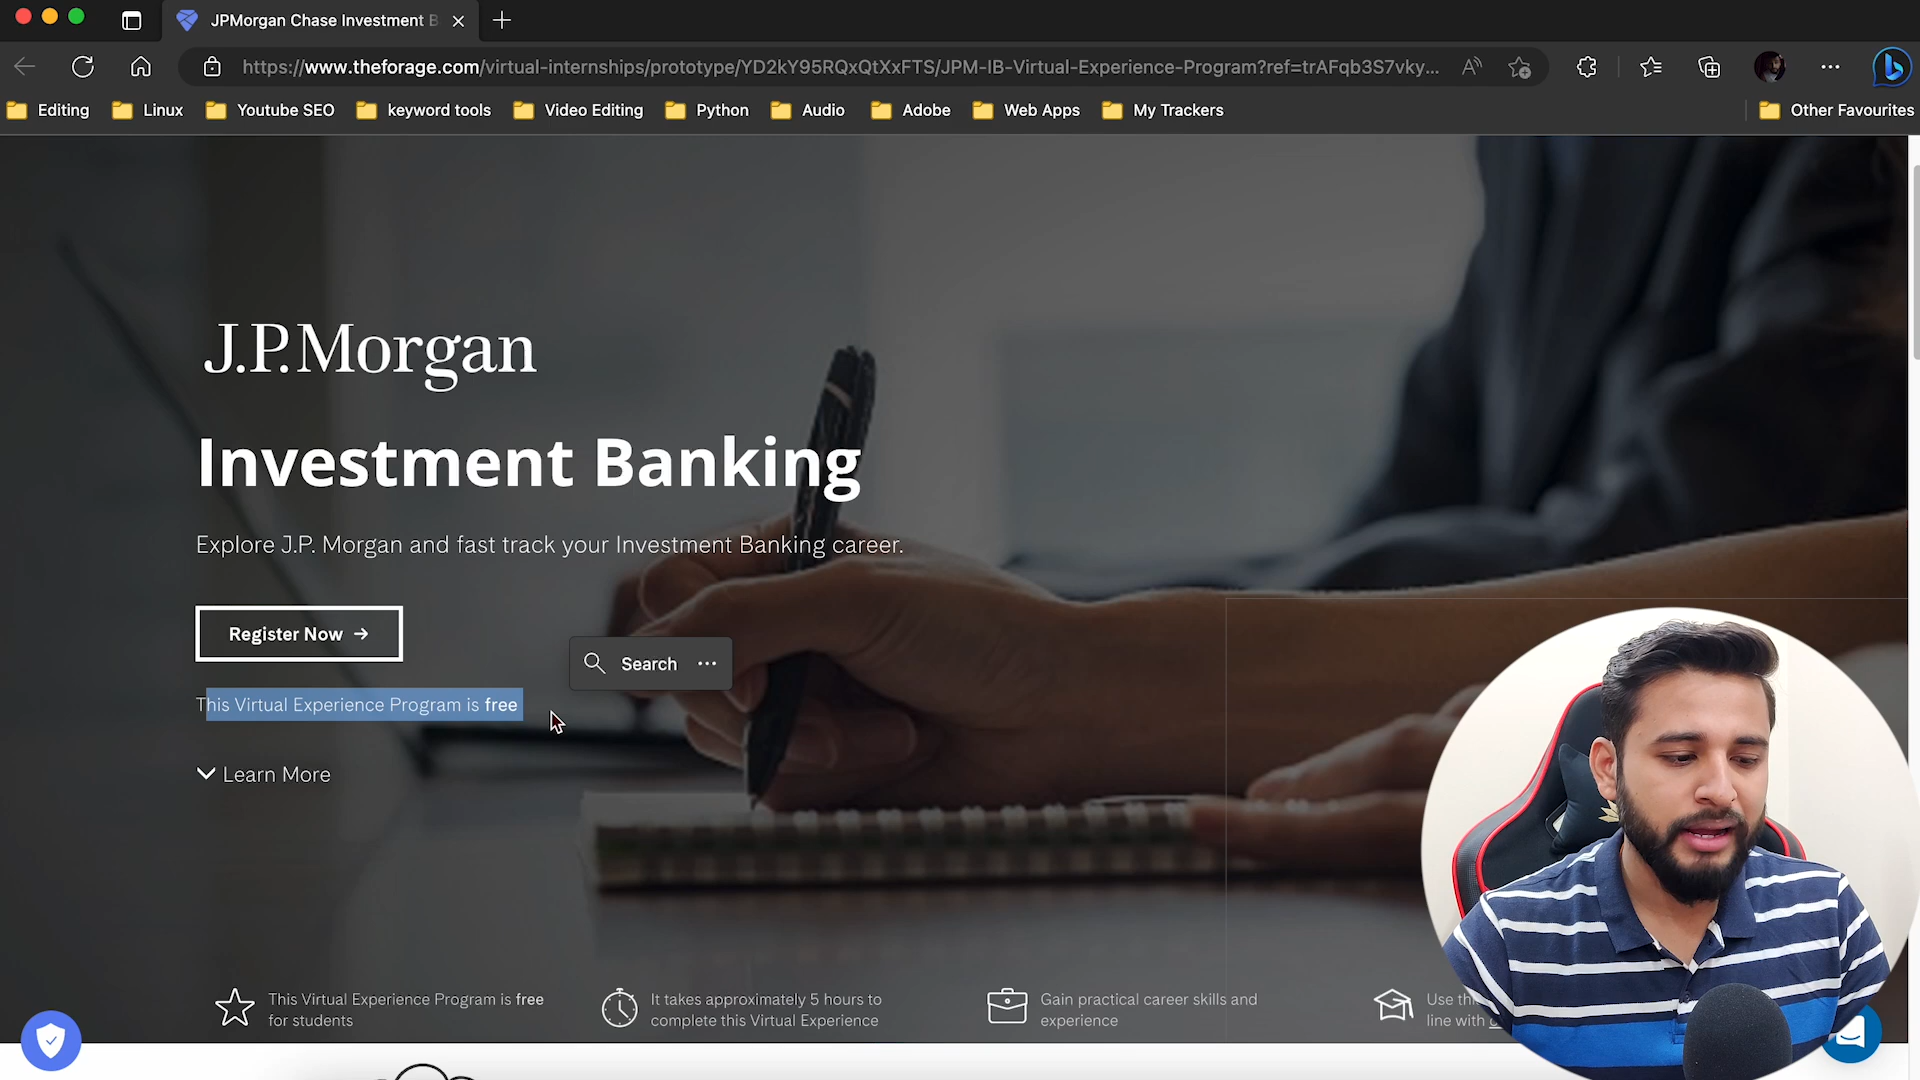 JPMorgan Chase Investment B
https://www.theforage.com/virtual-internships/prototype/YD2kY95RQxQtXxFTS/JPM-IB-Virtual-Experience-Program?ref=trAFqb3S7vky...
Editing Linux Youtube SEO keyword tools Video Editing Python Audio Adobe Web Apps My Trackers Other Favourites
J.P.Morgan
Investment Banking
Explore J.P. Morgan and fast track your Investment Banking career.
Register Now →
Search ...
This Virtual Experience Program is free
Learn More
This Virtual Experience Program is free
for students
It takes approximately 5 hours to
complete this Virtual Experience
Gain practical career skills and
experience
Use
line with